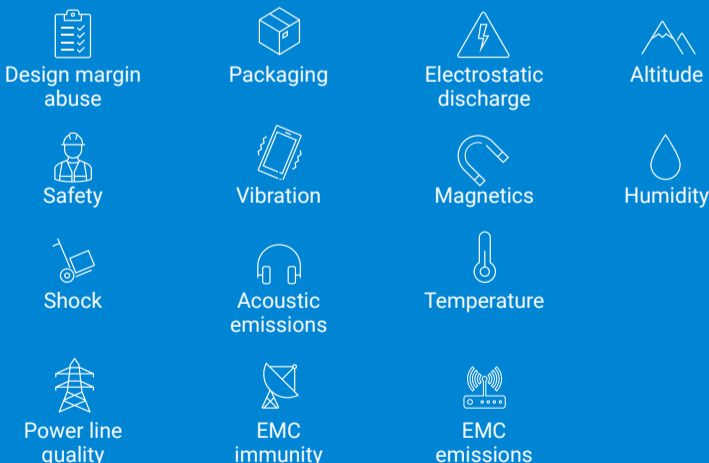 Design margin
abuse
Packaging
Electrostatic
discharge
Altitude
Safety
Vibration
Magnetics
Humidity
Shock
Acoustic
emissions
Temperature
Power line
quality
EMC
immunity
EMC
emissions